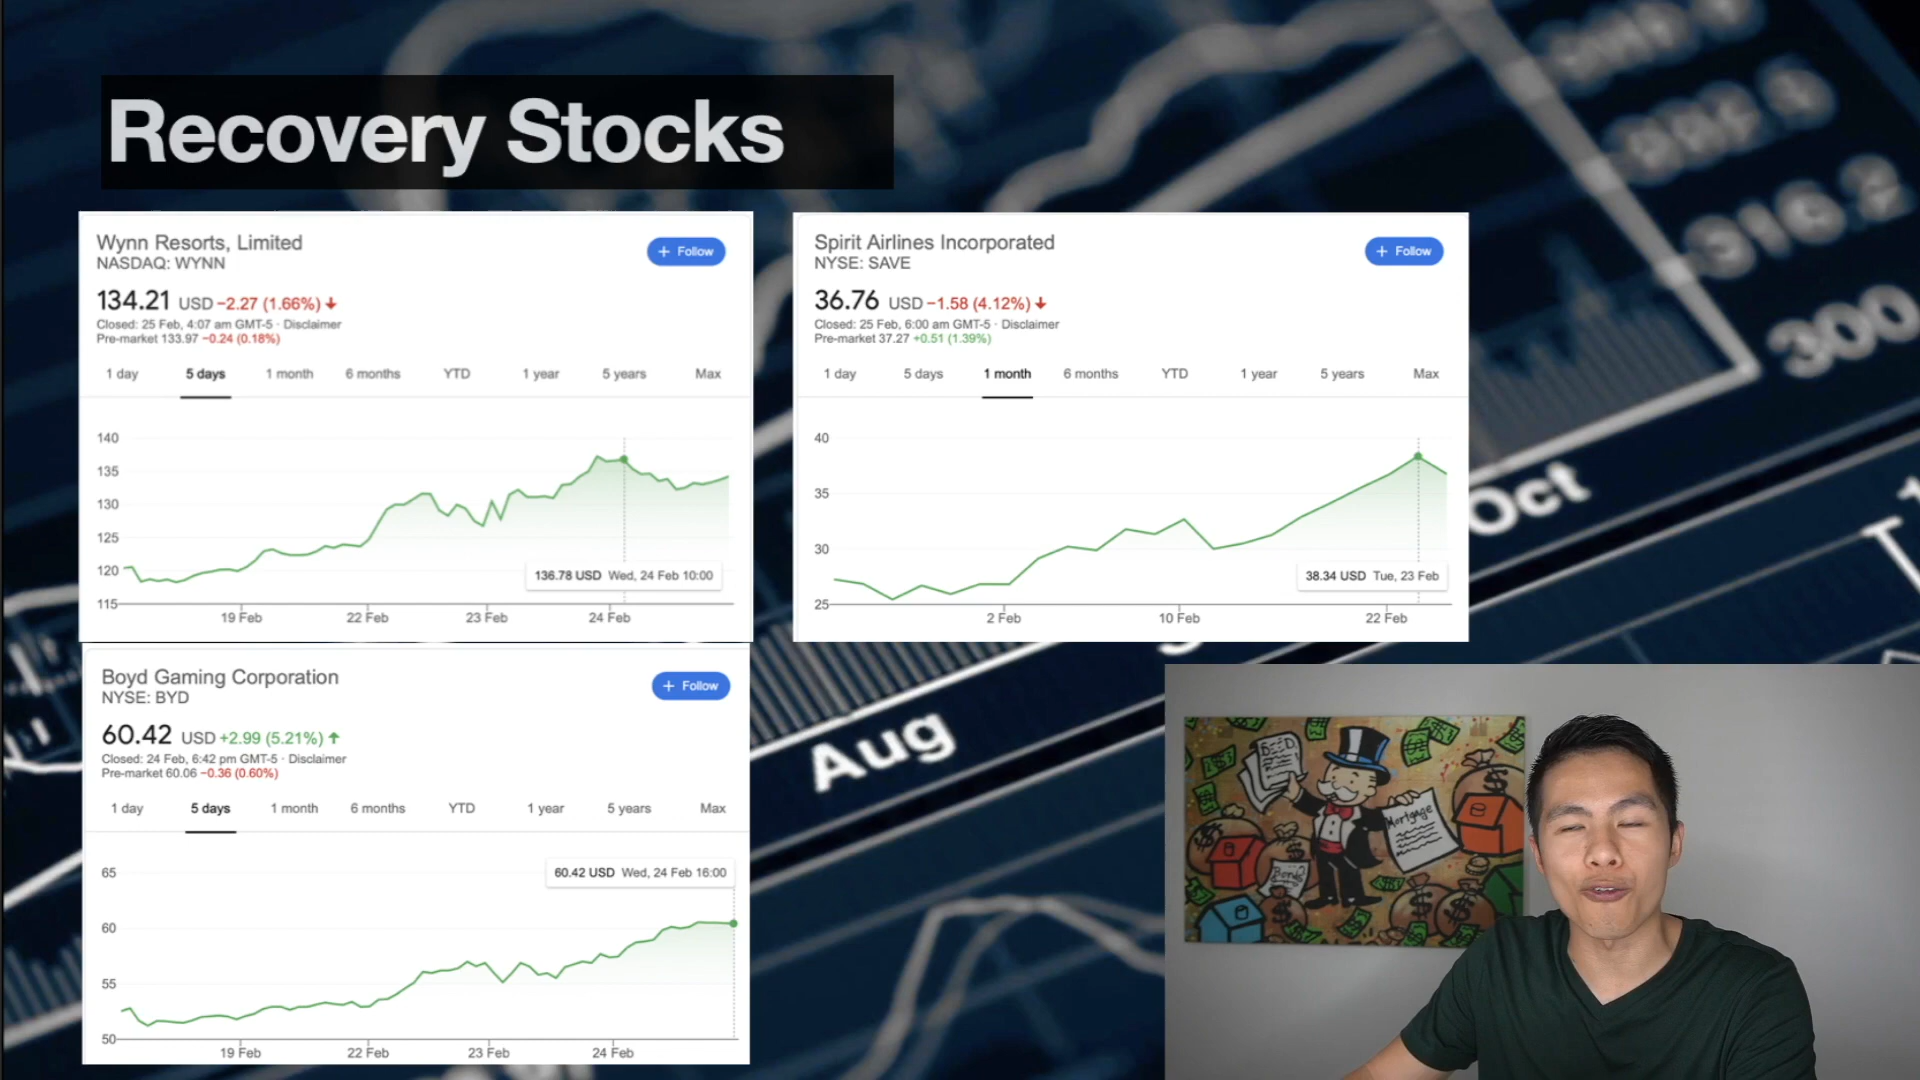 Recovery Stocks
Wynn Resorts, Limited
NASDAQ: WYNN
+ Follow
134.21 USD −2.27 (1.66%) ↓
Closed: 25 Feb, 4:07 am GMT-5 · Disclaimer
Pre-market 133.97 −0.24 (0.18%)
1 day 5 days 1 month 6 months YTD 1 year 5 years Max
140
135
130
125
120
115
136.78 USD Wed, 24 Feb 10:00
19 Feb 22 Feb 23 Feb 24 Feb
Spirit Airlines Incorporated
NYSE: SAVE
+ Follow
36.76 USD −1.58 (4.12%) ↓
Closed: 25 Feb, 6:00 am GMT-5 · Disclaimer
Pre-market 37.27 +0.51 (1.39%)
1 day 5 days 1 month 6 months YTD 1 year 5 years Max
40
35
30
25
38.34 USD Tue, 23 Feb
2 Feb 10 Feb 22 Feb
Boyd Gaming Corporation
NYSE: BYD
+ Follow
60.42 USD +2.99 (5.21%) ↑
Closed: 24 Feb, 6:42 pm GMT-5 · Disclaimer
Pre-market 60.06 −0.36 (0.60%)
1 day 5 days 1 month 6 months YTD 1 year 5 years Max
65
60
55
50
60.42 USD Wed, 24 Feb 16:00
19 Feb 22 Feb 23 Feb 24 Feb
316.2
300
Oct
Aug
Mortgage
Bonds